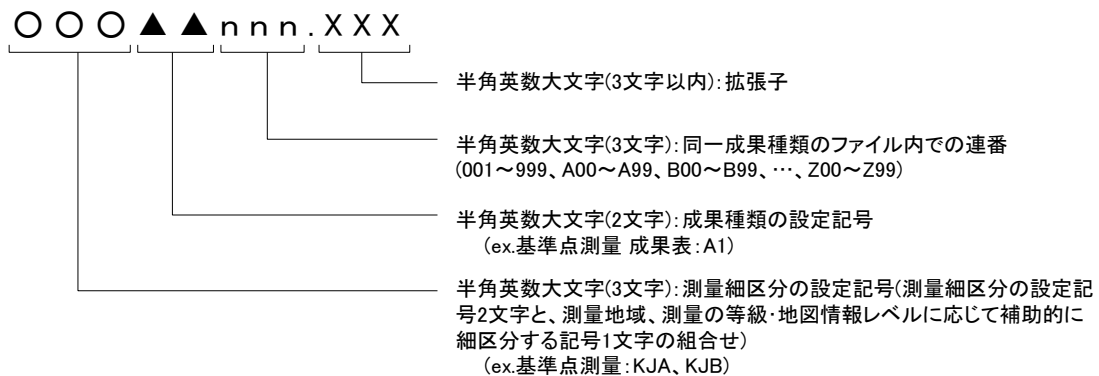 ○○○▲▲nnn.XXX
半角英数大文字(3文字以内):拡張子
半角英数大文字(3文字):同一成果種類のファイル内での連番
(001～999、A00～A99、B00～B99、…、Z00～Z99)
半角英数大文字(2文字):成果種類の設定記号
(ex.基準点測量 成果表:A1)
半角英数大文字(3文字):測量細区分の設定記号(測量細区分の設定記
号2文字と、測量地域、測量の等級・地図情報レベルに応じて補助的に
細区分する記号1文字の組合せ)
(ex.基準点測量:KJA、KJB)